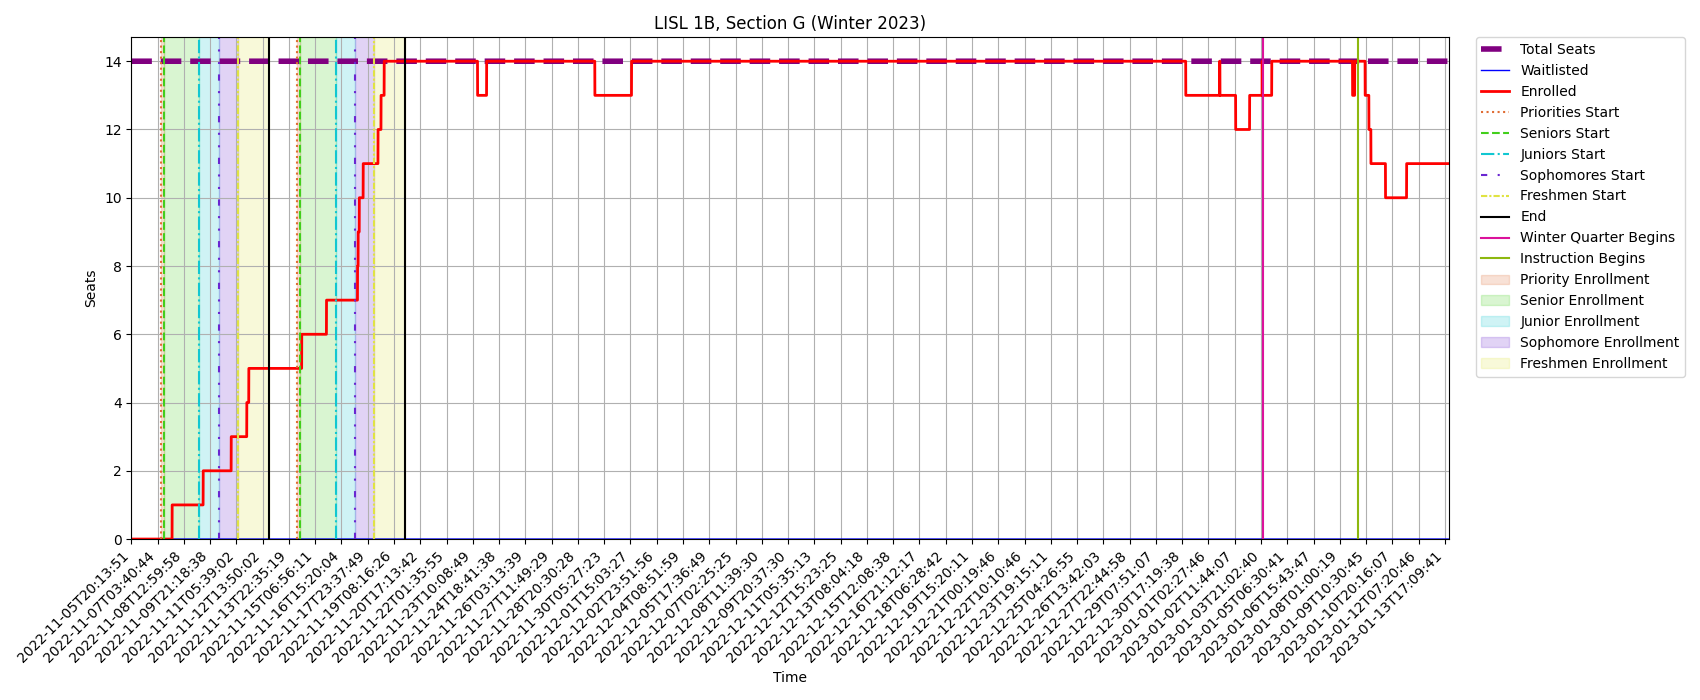 LISL 1B, Section G (Winter 2023)
Total Seats
Waitlisted
Enrolled
Priorities Start
Seniors Start
Juniors Start
Sophomores Start
Freshmen Start
End
Winter Quarter Begins
Instruction Begins
Priority Enrollment
Senior Enrollment
Junior Enrollment
Sophomore Enrollment
Freshmen Enrollment
Seats
14
12
10
8
6
4
2
0
2022-11-05T20:13:51
2022-11-07T03:40:44
2022-11-08T12:59:58
2022-11-09T21:18:38
2022-11-11T05:39:02
2022-11-12T13:50:02
2022-11-13T22:35:19
2022-11-15T06:56:11
2022-11-16T15:20:04
2022-11-17T23:37:49
2022-11-19T08:16:26
2022-11-20T17:13:42
2022-11-22T01:35:55
2022-11-23T10:08:49
2022-11-24T18:41:38
2022-11-26T03:13:39
2022-11-27T11:49:29
2022-11-28T20:30:28
2022-11-30T05:27:23
2022-12-01T15:03:27
2022-12-02T23:51:56
2022-12-04T08:51:59
2022-12-05T17:36:49
2022-12-07T02:25:25
2022-12-08T11:39:30
2022-12-09T20:37:30
2022-12-11T05:35:13
2022-12-12T15:23:25
2022-12-13T08:04:18
2022-12-15T12:08:38
2022-12-16T21:12:17
2022-12-18T06:28:42
2022-12-19T15:20:11
2022-12-21T00:19:46
2022-12-22T10:10:46
2022-12-23T19:15:11
2022-12-25T04:26:55
2022-12-26T13:42:03
2022-12-27T22:44:58
2022-12-29T07:51:07
2022-12-30T17:19:38
2023-01-01T02:27:46
2023-01-02T11:44:07
2023-01-03T21:02:40
2023-01-05T06:30:41
2023-01-06T15:43:47
2023-01-08T01:00:19
2023-01-09T10:30:45
2023-01-10T20:16:07
2023-01-12T07:20:46
2023-01-13T17:09:41
Time